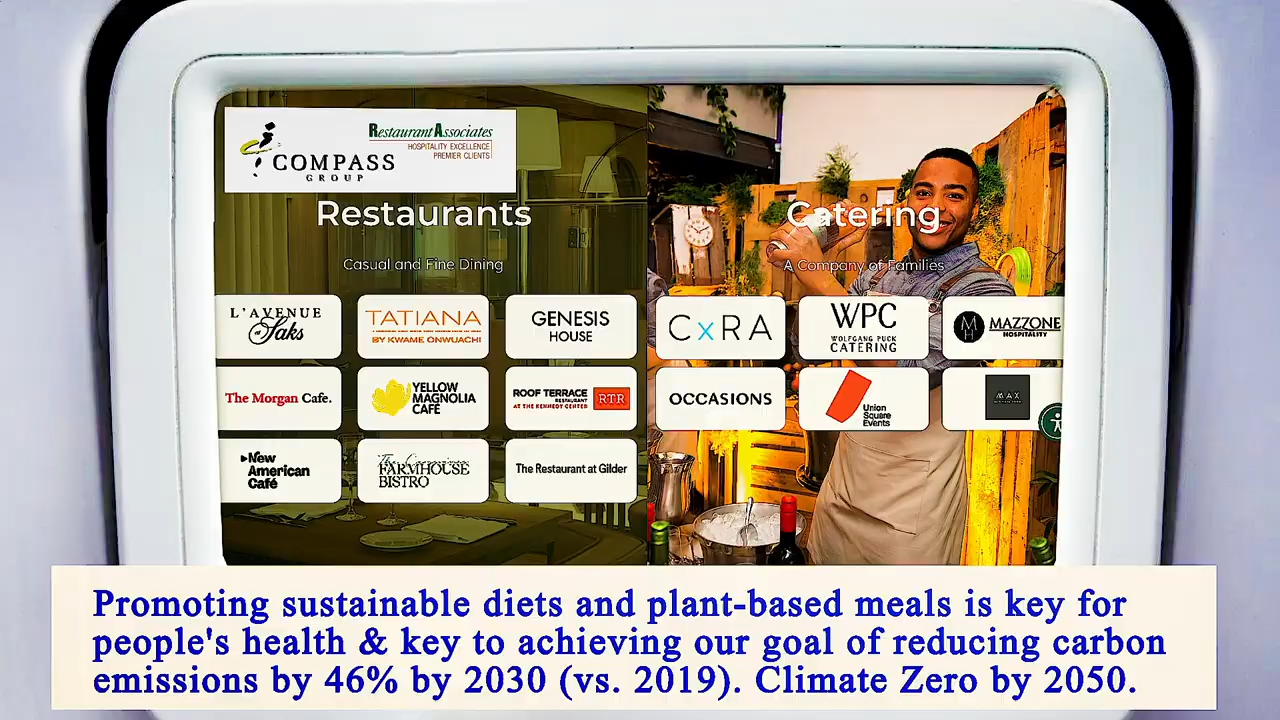 COMPASS
GROUP
Restaurant Associates
HOSPITALITY EXCELLENCE
PREMIER CLIENTS
Restaurants
Casual and Fine Dining
L'AVENUE
Saks
TATIANA
BY KWAME ONWUACHI
GENESIS
HOUSE
The Morgan Cafe.
YELLOW
MAGNOLIA
CAFÉ
ROOF TERRACE
RESTAURANT
AT THE KENNEDY CENTER
RTR
New
American
Café
FARMHOUSE
BISTRO
The Restaurant at Gilder
Catering
A Company of Families
CxRA
WPC
WOLFGANG PUCK
CATERING
M H
MAZZONE
HOSPITALITY
OCCASIONS
Union
Square
Events
MAX
Promoting sustainable diets and plant-based meals is key for
people's health & key to achieving our goal of reducing carbon
emissions by 46% by 2030 (vs. 2019). Climate Zero by 2050.